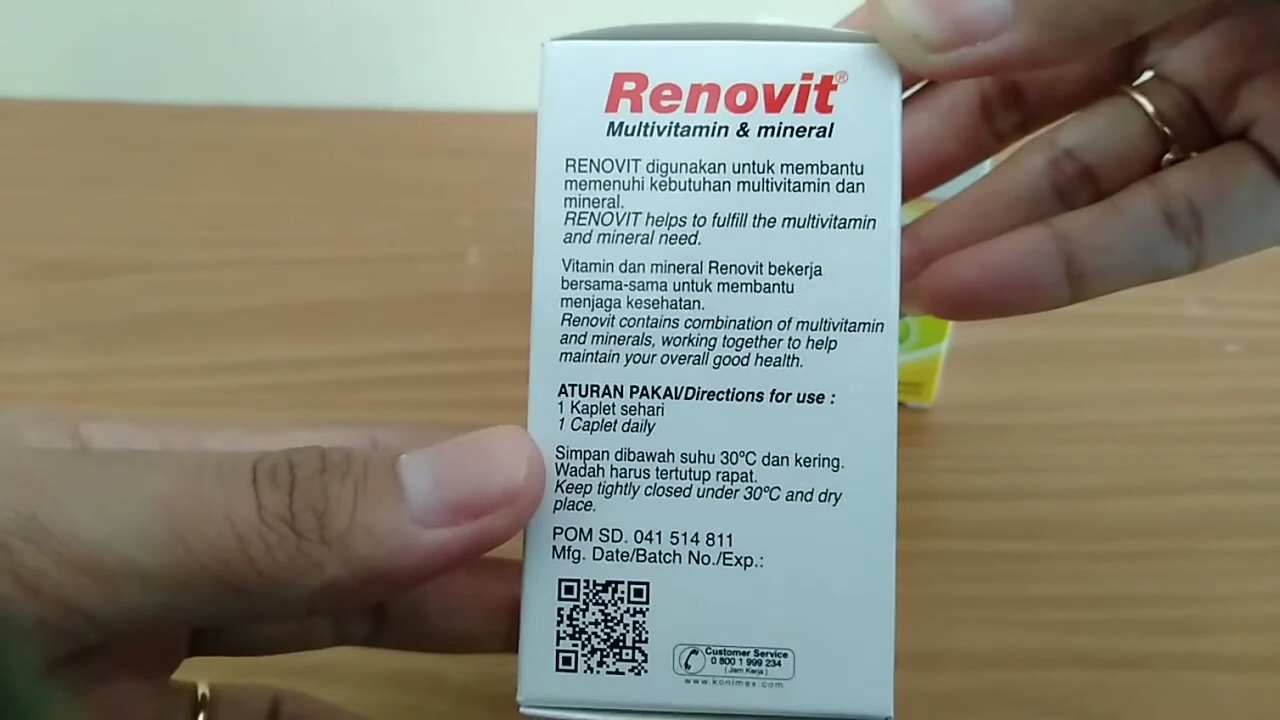 Renovit®
Multivitamin & mineral
RENOVIT digunakan untuk membantu
memenuhi kebutuhan multivitamin dan
mineral.
RENOVIT helps to fulfill the multivitamin
and mineral need.
Vitamin dan mineral Renovit bekerja
bersama-sama untuk membantu
menjaga kesehatan.
Renovit contains combination of multivitamin
and minerals, working together to help
maintain your overall good health.
ATURAN PAKAI/Directions for use :
1 Kaplet sehari
1 Caplet daily
Simpan dibawah suhu 30ºC dan kering.
Wadah harus tertutup rapat.
Keep tightly closed under 30ºC and dry
place.
POM SD. 041 514 811
Mfg. Date/Batch No./Exp.:
Customer Service
0 800 1 999 234
( Jam Kerja )
www.konimex.com